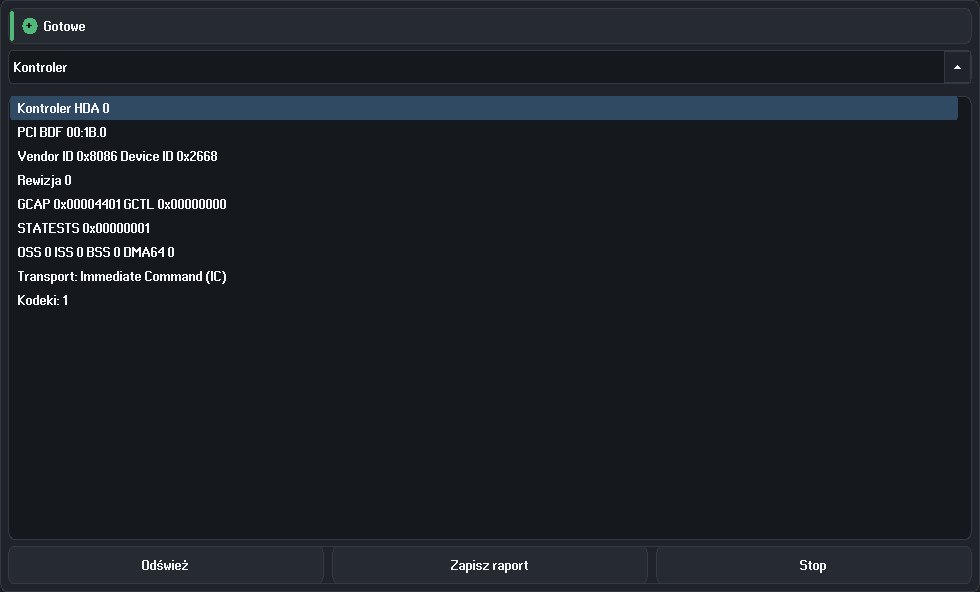 Gotowe
Kontroler
Kontroler HDA 0
PCI BDF 00:1B.0
Vendor ID 0x8086 Device ID 0x2668
Rewizja 0
GCAP 0x00004401 GCTL 0x00000000
STATESTS 0x00000001
OSS 0 ISS 0 BSS 0 DMA64 0
Transport: Immediate Command (IC)
Kodeki: 1
Odśwież
Zapisz raport
Stop